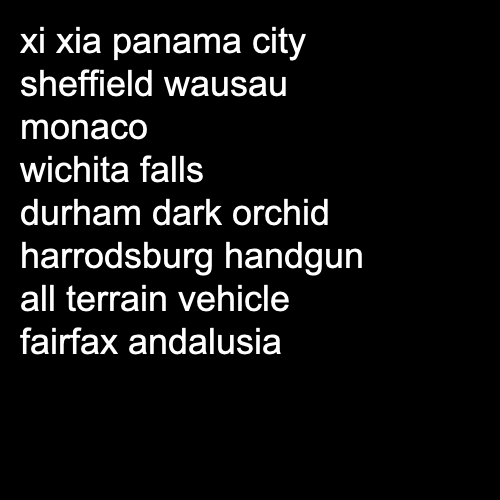 xi xia panama city
sheffield wausau
monaco
wichita falls
durham dark orchid
harrodsburg handgun
all terrain vehicle
fairfax andalusia